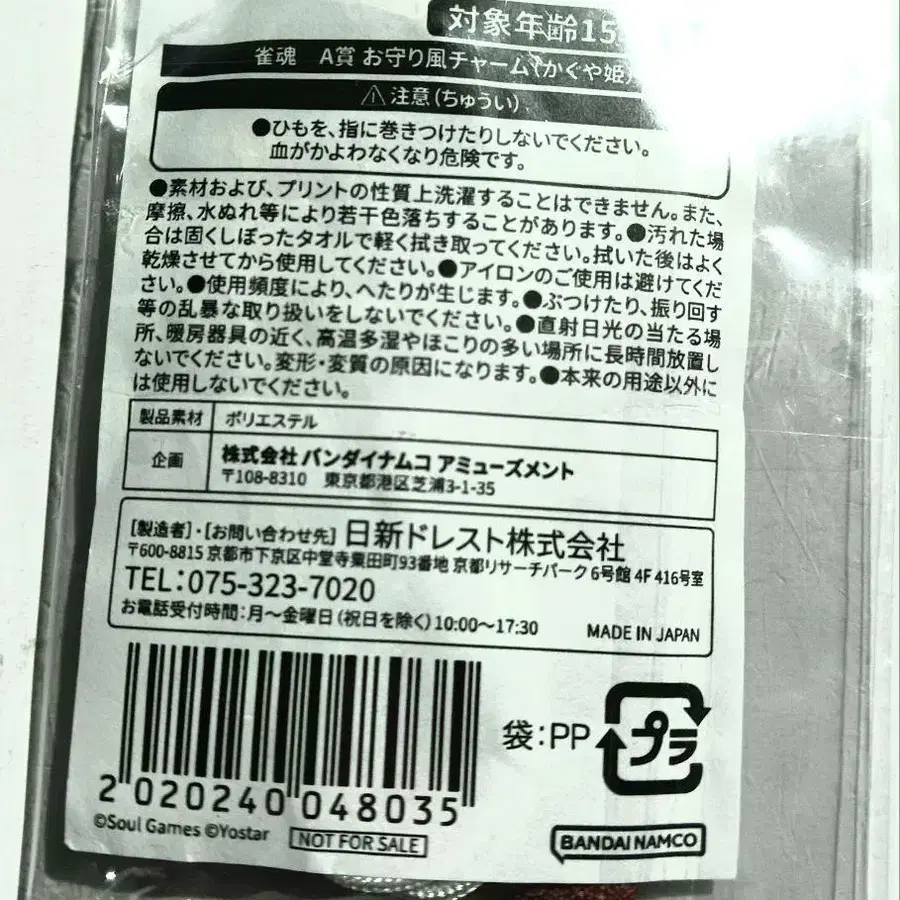 対象年齢15
雀魂　A賞 お守り風チャーム(かぐや姫)
⚠注意(ちゅうい)
●ひもを、指に巻きつけたりしないでください。
血がかよわなくなり危険です。
●素材および、プリントの性質上洗濯することはできません。また、
摩擦、水ぬれ等により若干色落ちすることがあります。●汚れた場
合は固くしぼったタオルで軽く拭き取ってください。拭いた後はよく
乾燥させてから使用してください。●アイロンのご使用は避けてくだ
さい。●使用頻度により、へたりが生じます。●ぶつけたり、振り回す
等の乱暴な取り扱いをしないでください。●直射日光の当たる場
所、暖房器具の近く、高温多湿やほこりの多い場所に長時間放置し
ないでください。変形・変質の原因になります。●本来の用途以外に
は使用しないでください。
製品素材 ポリエステル
企画 株式会社 バンダイナムコ アミューズメント
〒108-8310　東京都港区芝浦3-1-35
[製造者]・[お問い合わせ先] 日新ドレスト株式会社
〒600-8815 京都市下京区中堂寺粟田町93番地 京都リサーチパーク 6号館 4F 416号室
TEL:075-323-7020
お電話受付時間:月〜金曜日(祝日を除く)10:00〜17:30
MADE IN JAPAN
袋:PP プラ
2 020240 048035
©Soul Games ©Yostar NOT FOR SALE
BANDAI NAMCO